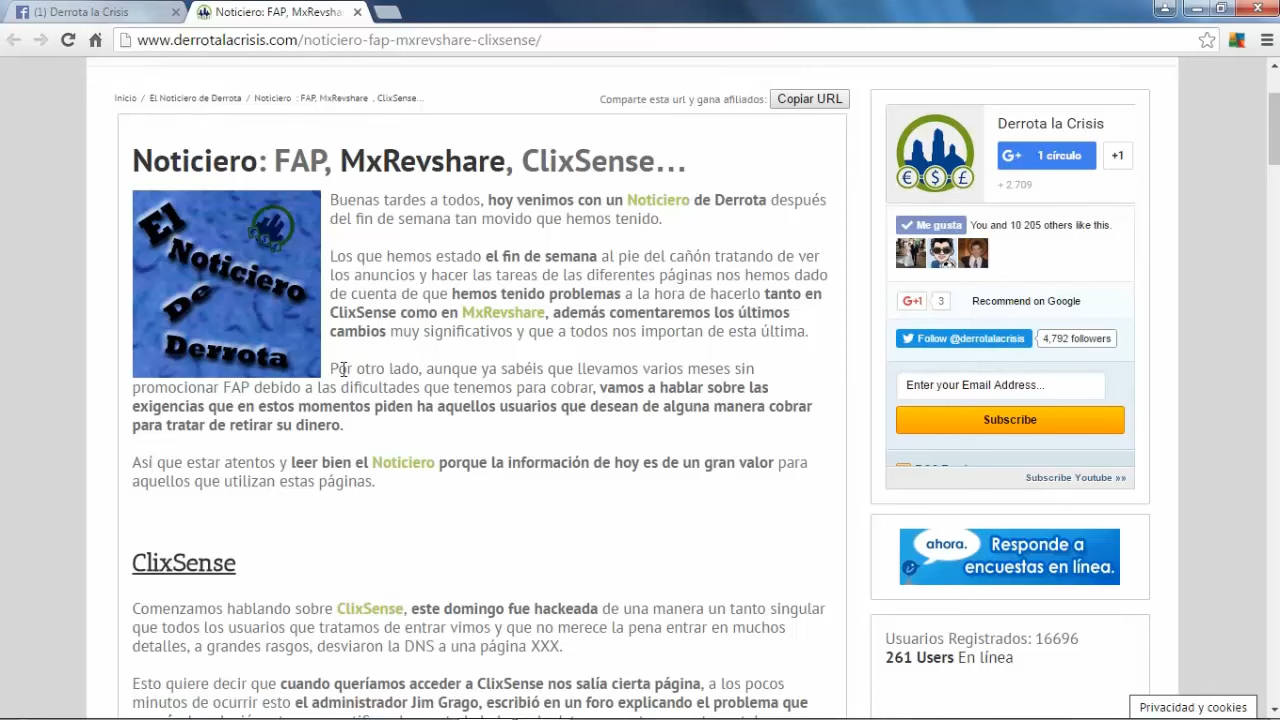 (1) Derrota la Crisis
Noticiero: FAP, MxRevsha
www.derrotalacrisis.com/noticiero-fap-mxrevshare-clixsense/
Inicio / El Noticiero de Derrota / Noticiero : FAP, MxRevshare , ClixSense...
Comparte esta url y gana afiliados:
Copiar URL
Noticiero: FAP, MxRevshare, ClixSense...
El
Noticiero
De
Derrota
Buenas tardes a todos, hoy venimos con un Noticiero de Derrota después
del fin de semana tan movido que hemos tenido.
Los que hemos estado el fin de semana al pie del cañón tratando de ver
los anuncios y hacer las tareas de las diferentes páginas nos hemos dado
de cuenta de que hemos tenido problemas a la hora de hacerlo tanto en
ClixSense como en MxRevshare, además comentaremos los últimos
cambios muy significativos y que a todos nos importan de esta última.
Por otro lado, aunque ya sabéis que llevamos varios meses sin
promocionar FAP debido a las dificultades que tenemos para cobrar, vamos a hablar sobre las
exigencias que en estos momentos piden ha aquellos usuarios que desean de alguna manera cobrar
para tratar de retirar su dinero.
Así que estar atentos y leer bien el Noticiero porque la información de hoy es de un gran valor para
aquellos que utilizan estas páginas.
ClixSense
Comenzamos hablando sobre ClixSense, este domingo fue hackeada de una manera un tanto singular
que todos los usuarios que tratamos de entrar vimos y que no merece la pena entrar en muchos
detalles, a grandes rasgos, desviaron la DNS a una página XXX.
Esto quiere decir que cuando queríamos acceder a ClixSense nos salía cierta página, a los pocos
minutos de ocurrir esto el administrador Jim Grago, escribió en un foro explicando el problema que
Derrota la Crisis
G+ 1 círculo
+1
+ 2 709
€ $ £
Me gusta
You and 10 205 others like this.
G+1
3
Recommend on Google
Follow @derrotalacrisis
4,792 followers
Enter your Email Address...
Subscribe
Subscribe Youtube »»
ahora.
Responde a
encuestas en línea.
Usuarios Registrados: 16696
261 Users En línea
Privacidad y cookies